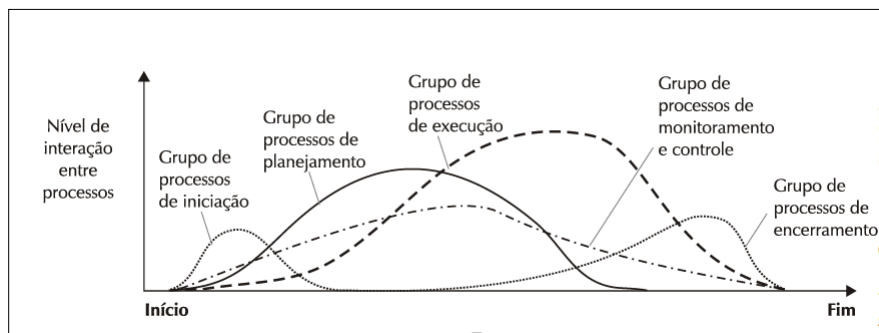 Nível de
interação
entre
processos
Grupo de
processos
de iniciação
Grupo de
processos de
planejamento
Grupo de
processos
de execução
Grupo de
processos de
monitoramento
e controle
Grupo de
processos de
encerramento
Início
Fim